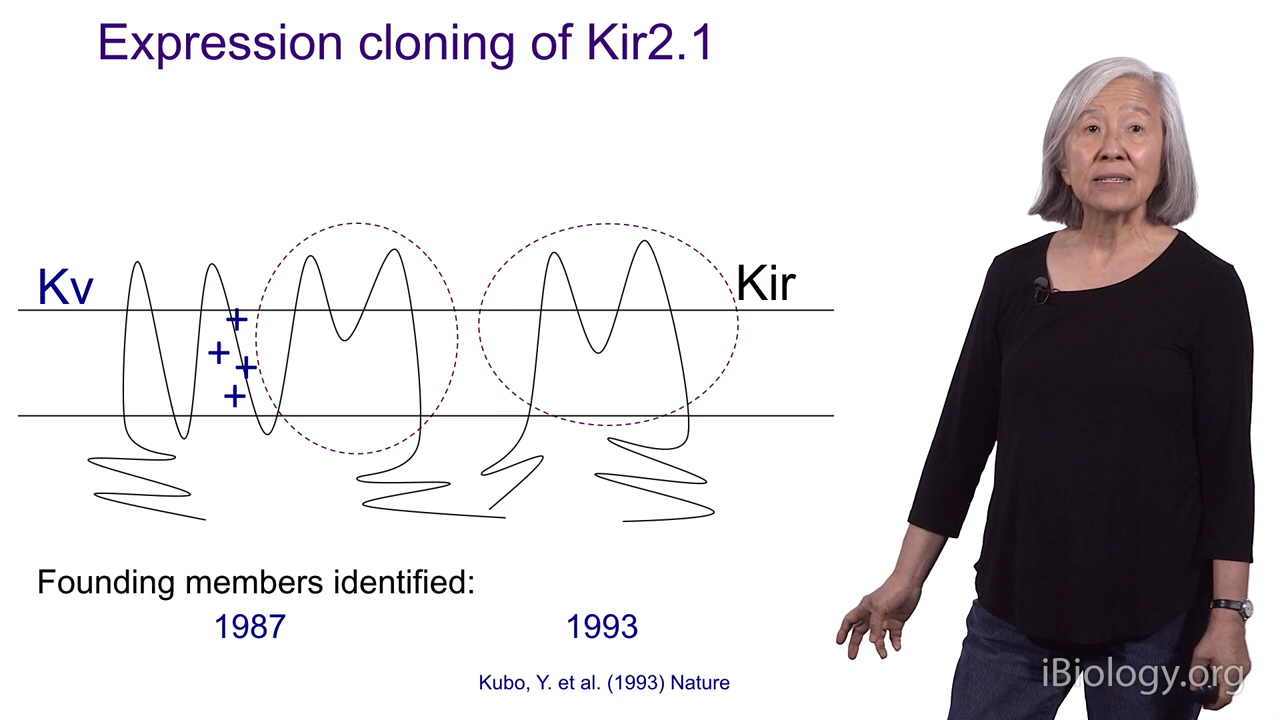 Expression cloning of Kir2.1
Kv
Kir
+
+
+
+
Founding members identified:
1987
1993
Kubo, Y. et al. (1993) Nature
iBiology.org